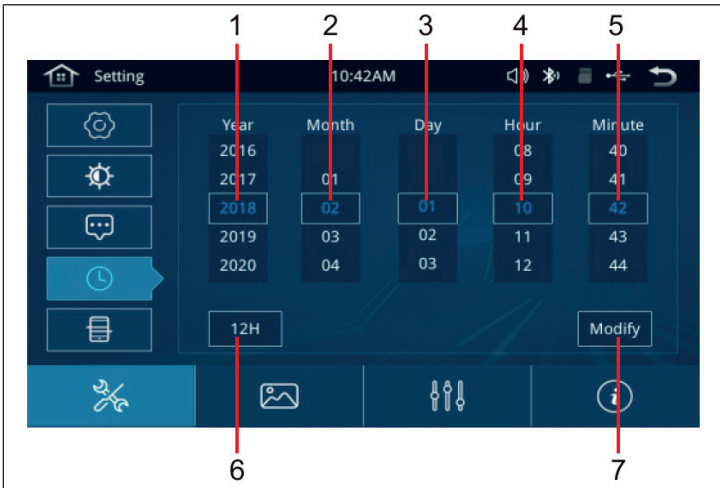 1 2 3 4 5
Setting 10:42AM
Year Month Day Hour Minute
2016 08 40
2017 01 09 41
2018 02 01 10 42
2019 03 02 11 43
2020 04 03 12 44
12H Modify
6 7